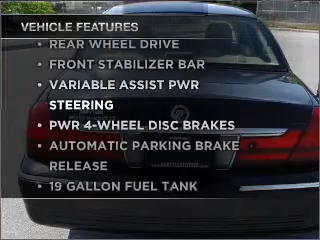 VEHICLE FEATURES
• REAR WHEEL DRIVE
• FRONT STABILIZER BAR
• VARIABLE ASSIST PWR
STEERING
• PWR 4-WHEEL DISC BRAKES
• AUTOMATIC PARKING BRAKE
RELEASE
• 19 GALLON FUEL TANK